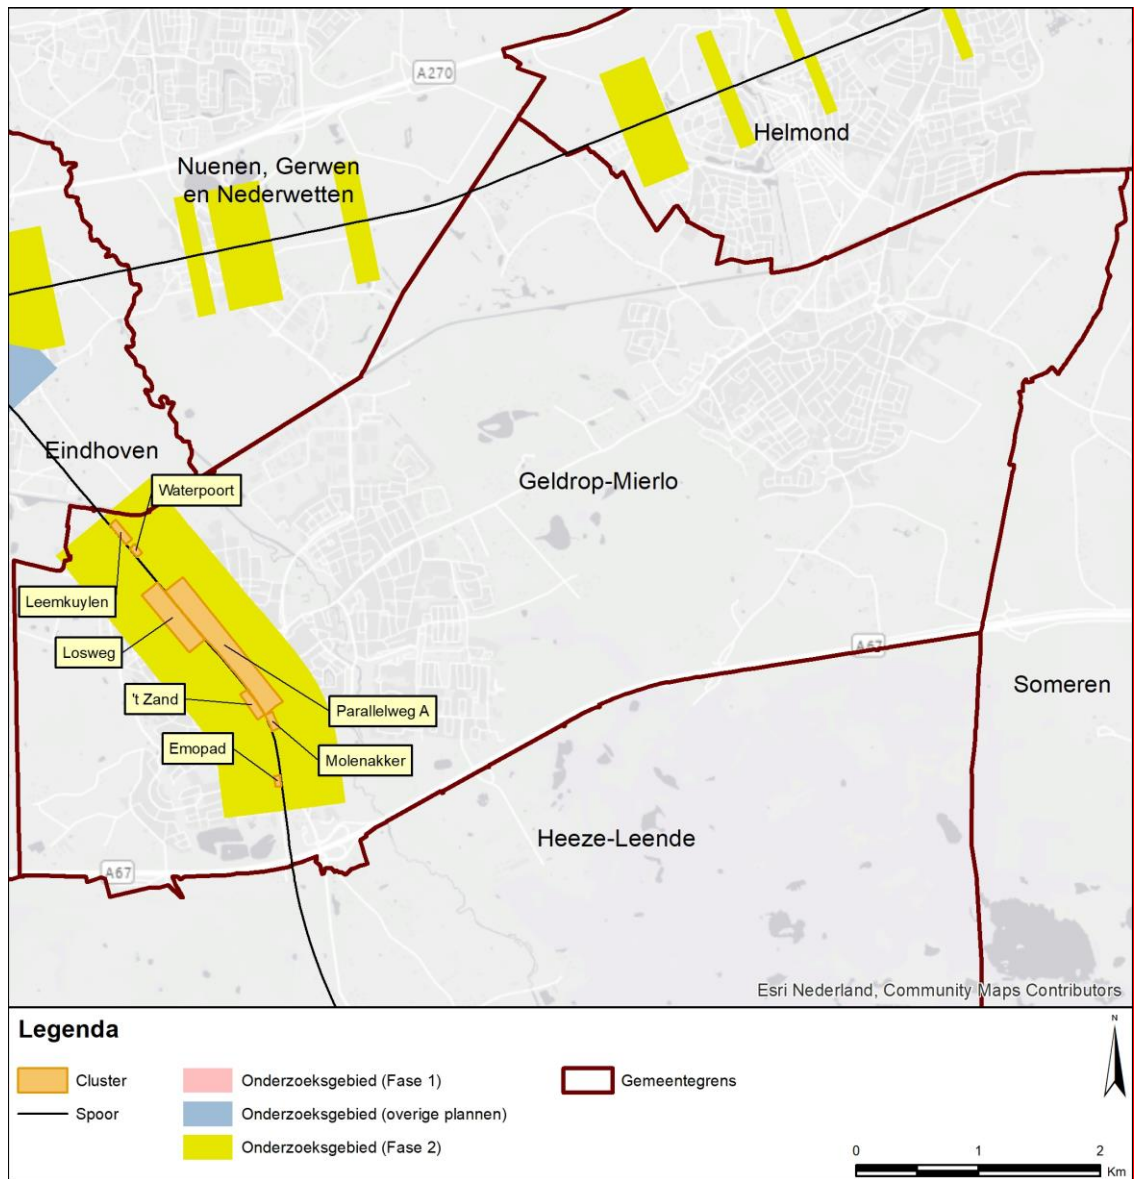 A270
Helmond
Nuenen, Gerwen
en Nederwetten
Eindhoven
Waterpoort
Geldrop-Mierlo
Leemkuylen
Losweg
A67
't Zand
Parallelweg A
Someren
Emopad
Molenakker
Heeze-Leende
A67
Esri Nederland, Community Maps Contributors
Legenda
Cluster
Spoor
Onderzoeksgebied (Fase 1)
Onderzoeksgebied (overige plannen)
Onderzoeksgebied (Fase 2)
Gemeentegrens
N
0 1 2
Km